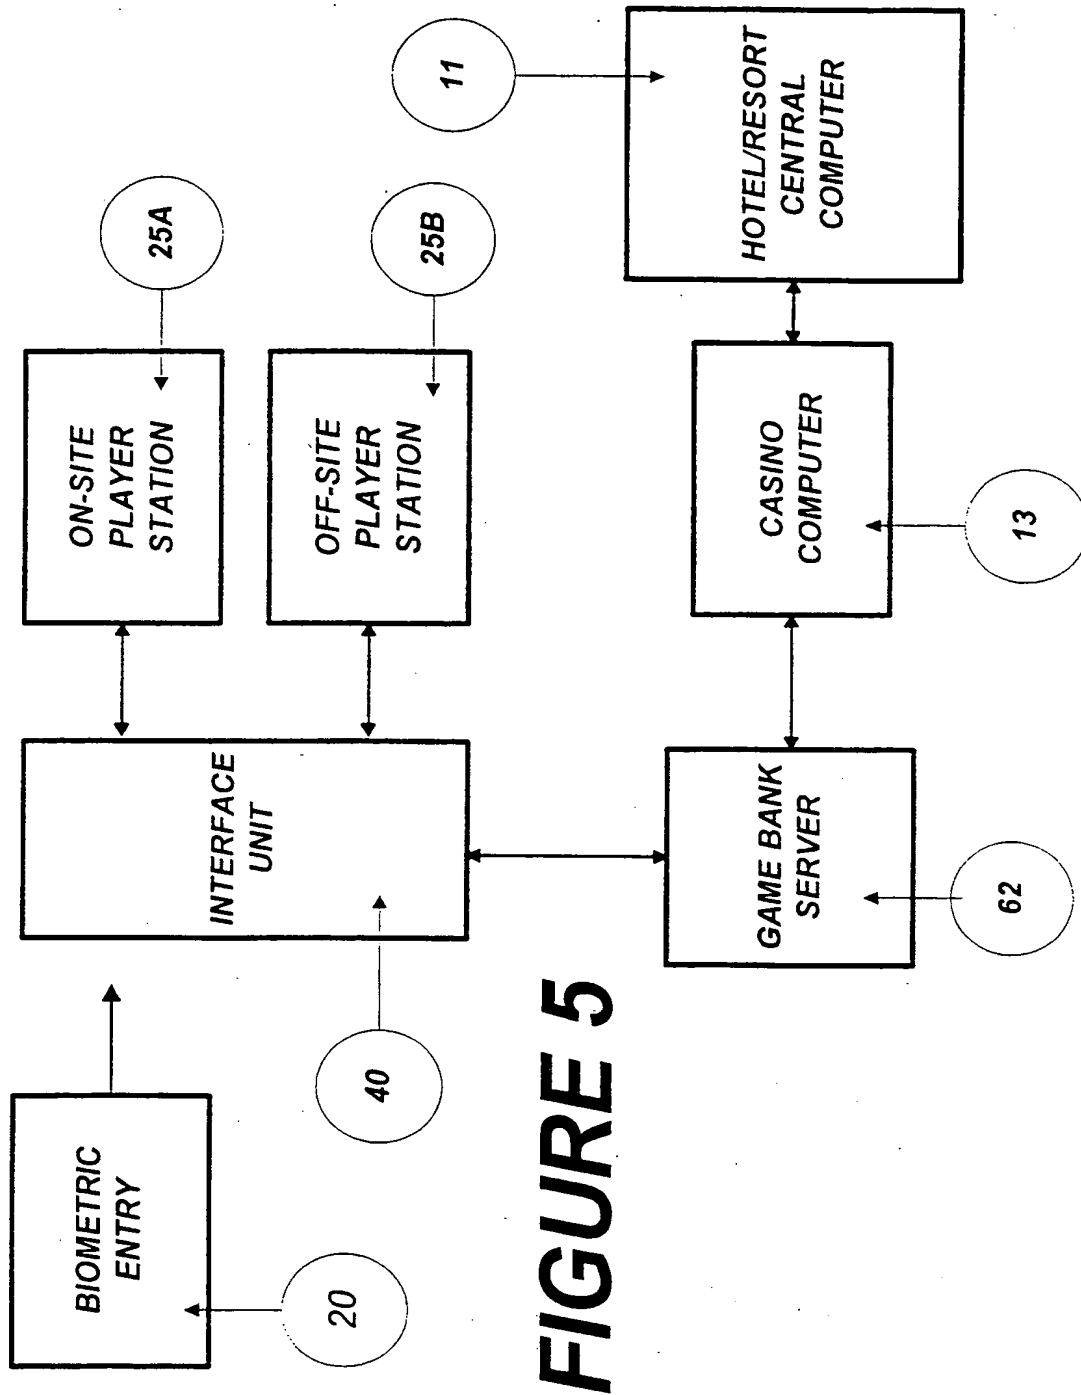 BIOMETRIC
ENTRY
20
INTERFACE
UNIT
40
ON-SITE
PLAYER
STATION
25A
OFF-SITE
PLAYER
STATION
25B
GAME BANK
SERVER
62
CASINO
COMPUTER
13
HOTEL/RESORT
CENTRAL
COMPUTER
11
FIGURE 5